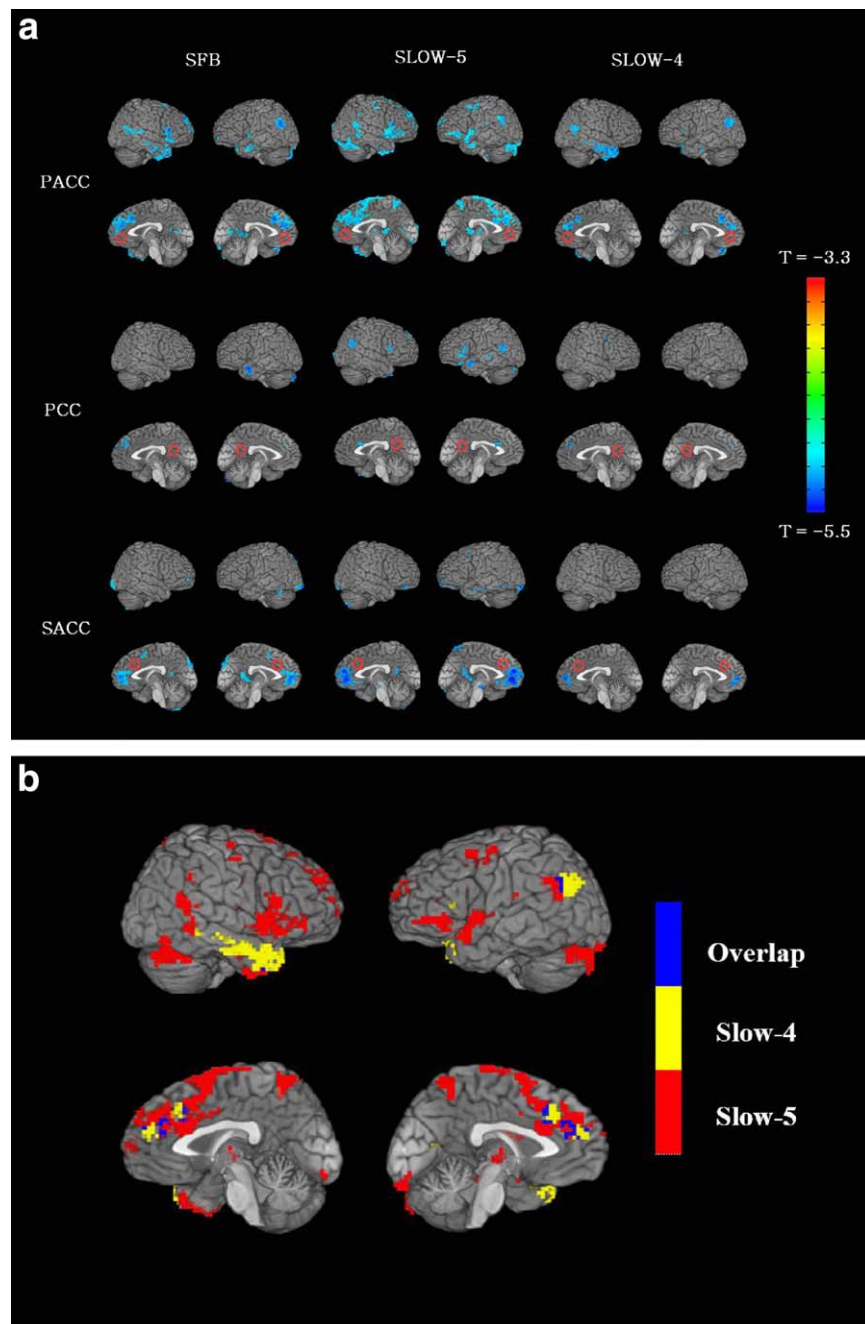 a
SFB SLOW-5 SLOW-4
PACC
T = -3.3
PCC
T = -5.5
SACC
b
Overlap
Slow-4
Slow-5